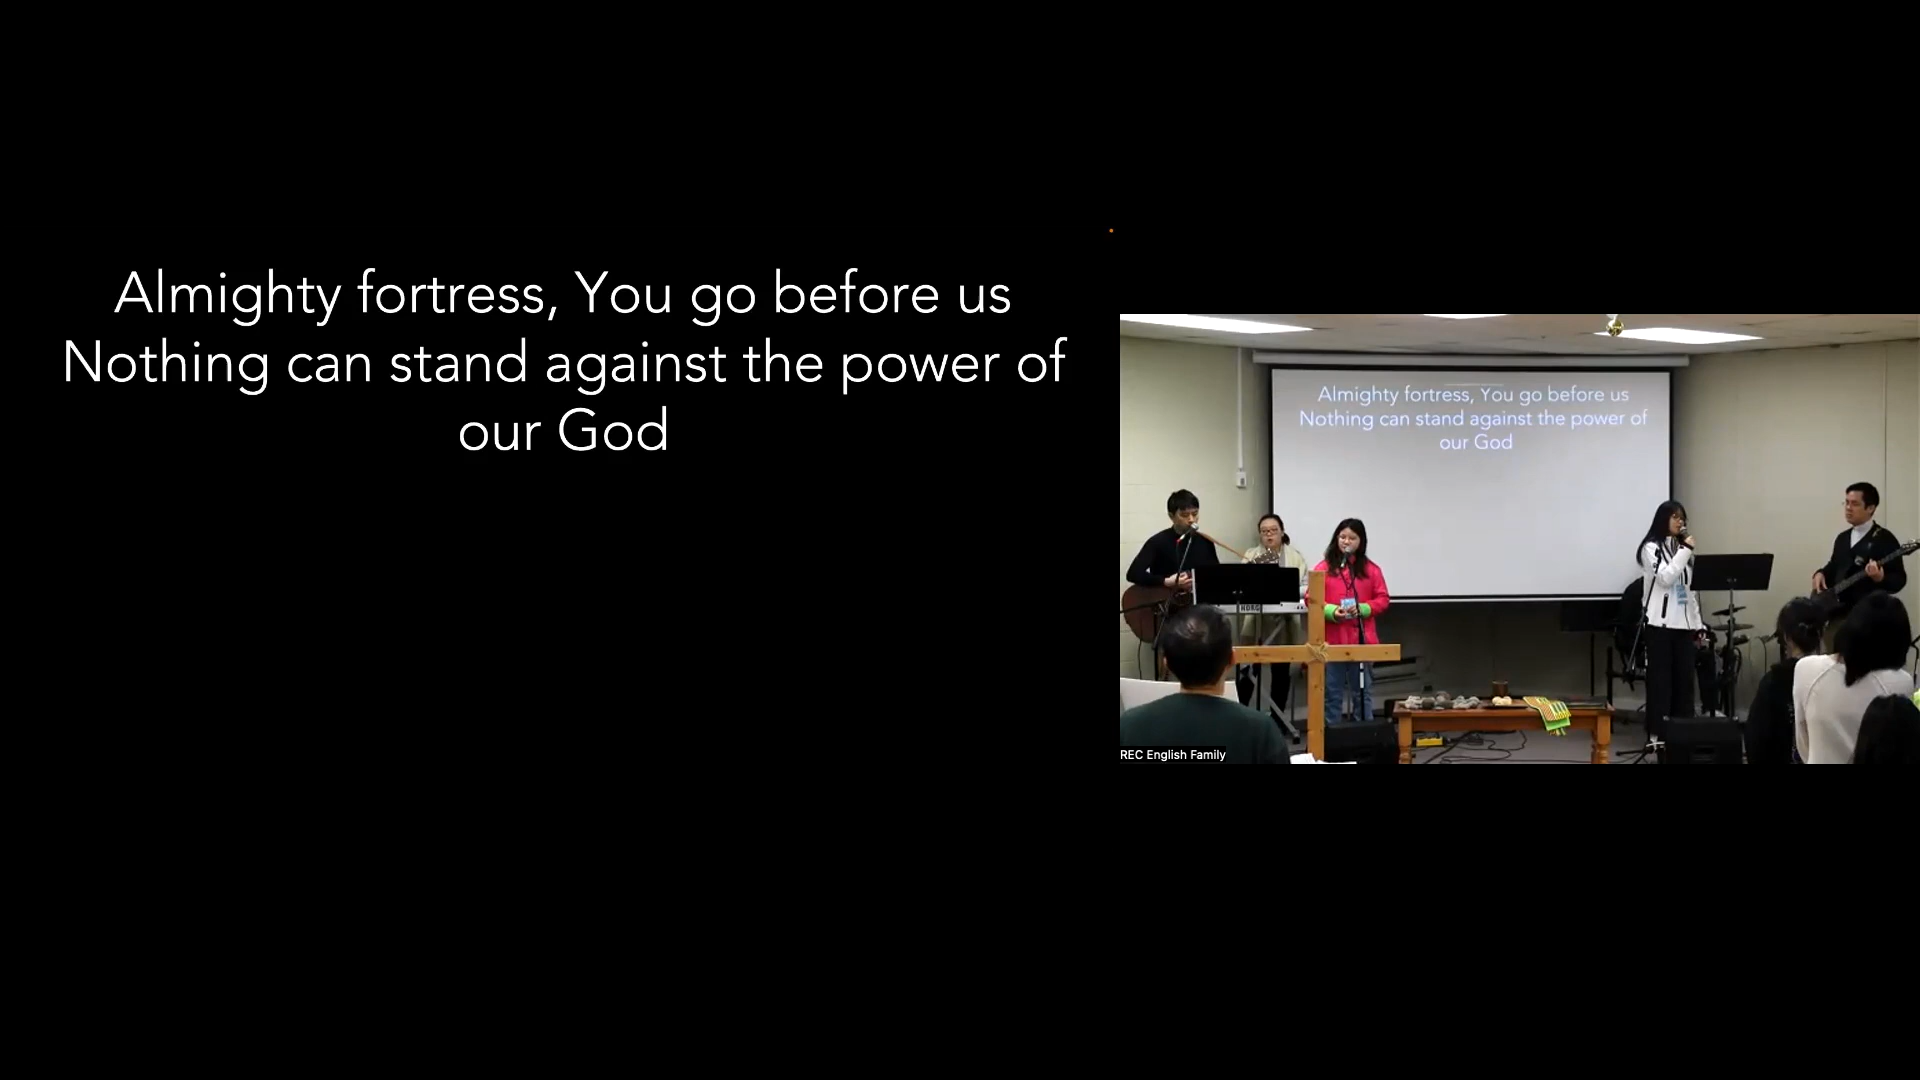 Almighty fortress, You go before us
Nothing can stand against the power of
our God
Almighty fortress, You go before us
Nothing can stand against the power of
our God
KORG
REC English Family